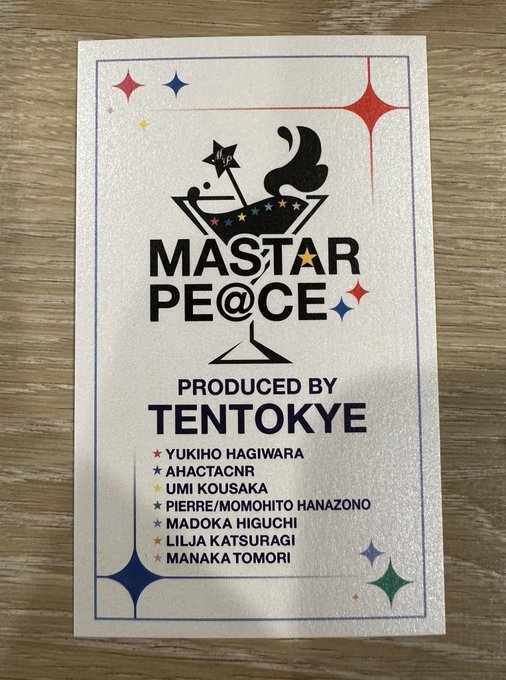 MP
MASTAR
PE@CE
PRODUCED BY
TENTOKYE
★ YUKIHO HAGIWARA
★ AHACTACNR
★ UMI KOUSAKA
★ PIERRE/MOMOHITO HANAZONO
★ MADOKA HIGUCHI
★ LILJA KATSURAGI
★ MANAKA TOMORI